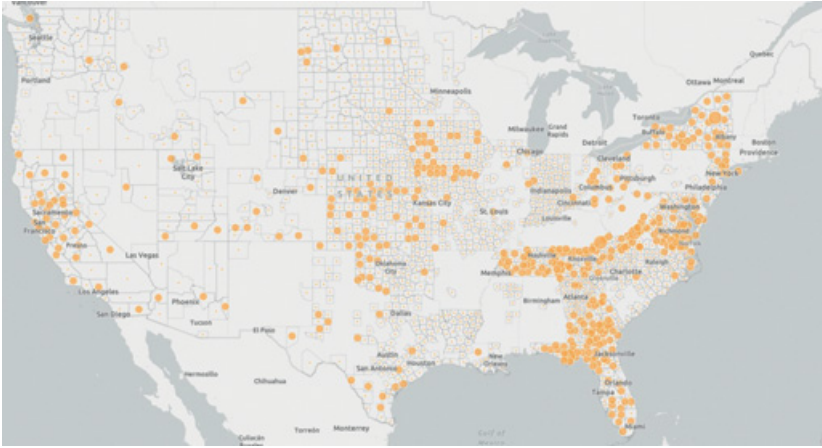 Vancouver
Seattle
Portland
Minneapolis
Ottawa Montreal
Quebec
Toronto
Buffalo
Albany
Boston
Providence
Milwaukee
Grand
Rapids
Detroit
Chicago
Cleveland
New York
Pittsburgh
Philadelphia
Salt Lake
City
Denver
UNITED
STATES
Kansas City
St. Louis
Indianapolis
Columbus
Cincinnati
Louisville
Washington
Richmond
Sacramento
San
Francisco
Fresno
Las Vegas
Los Angeles
San Diego
Phoenix
Tucson
El Paso
Oklahoma
City
Memphis
Nashville
Knoxville
Greenville
Charlotte
Raleigh
Norfolk
Birmingham
Atlanta
Dallas
Austin
San Antonio
Houston
New
Orleans
Jacksonville
Orlando
Tampa
Miami
Hermosillo
Chihuahua
Torreón
Monterrey
Culiacán
Gulf of